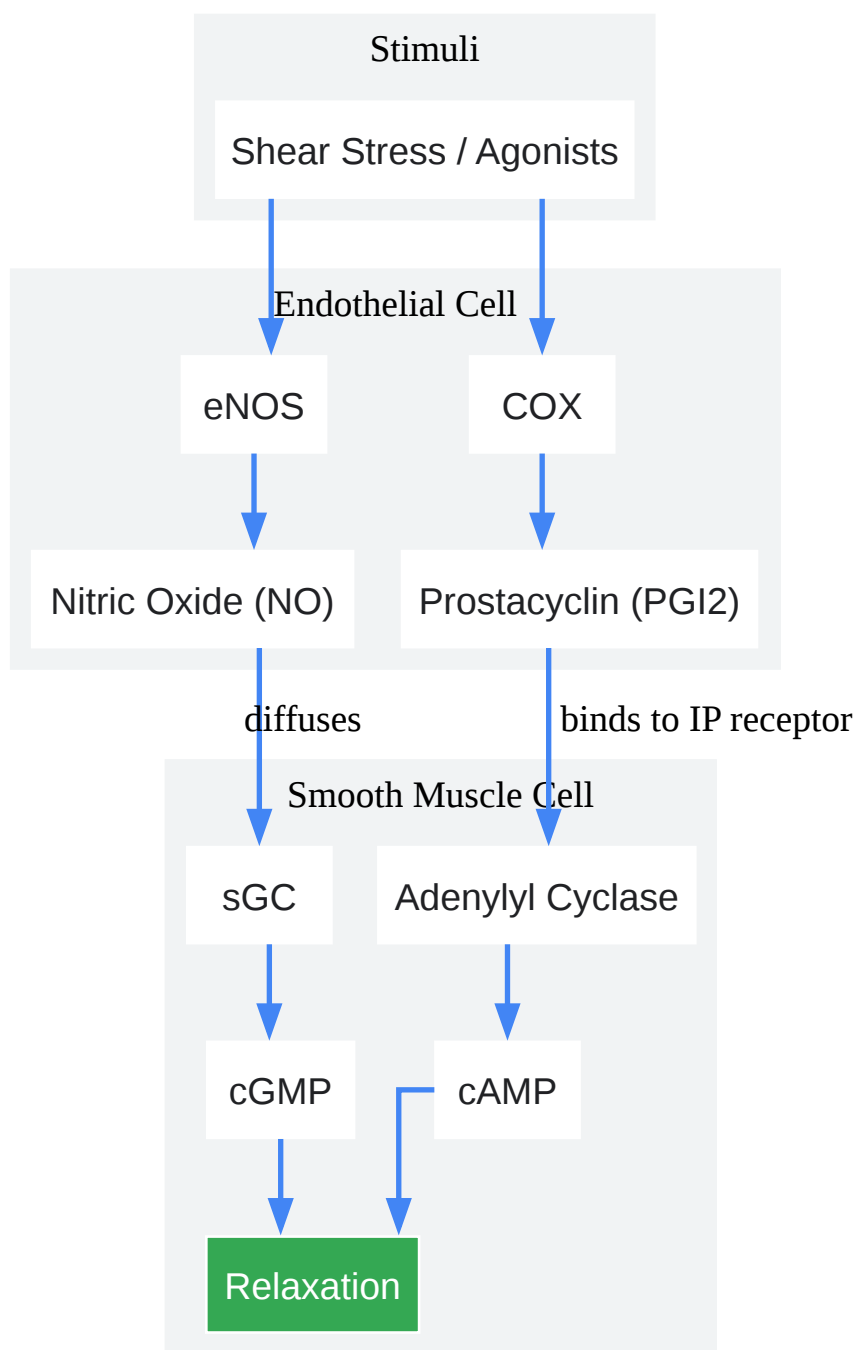 Stimuli
Shear Stress / Agonists
Endothelial Cell
eNOS
COX
Nitric Oxide (NO)
Prostacyclin (PGI2)
diffuses
binds to IP receptor
Smooth Muscle Cell
sGC
Adenylyl Cyclase
cGMP
cAMP
Relaxation